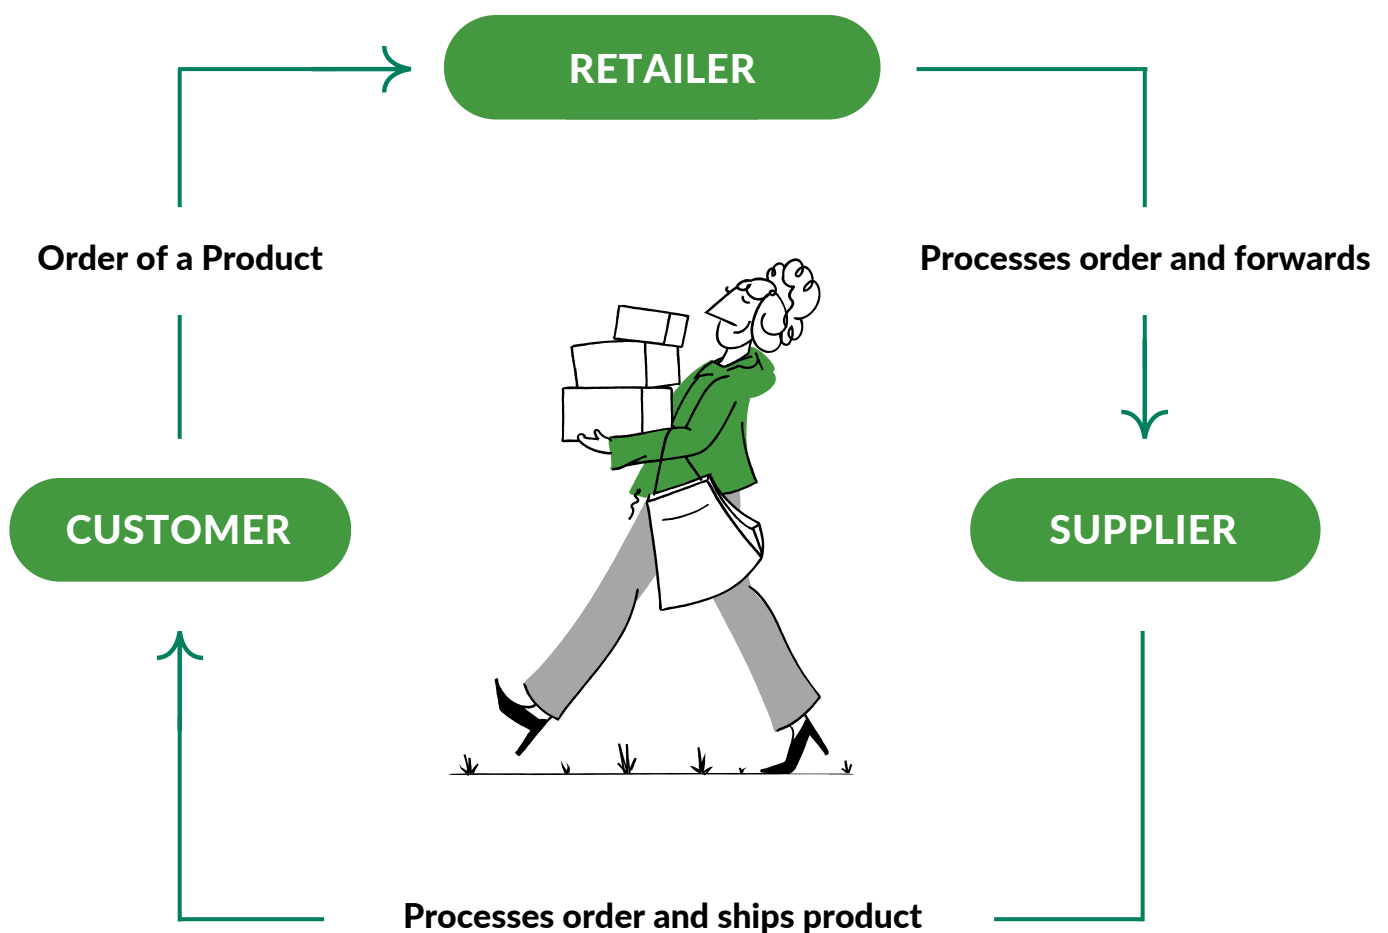 RETAILER
Order of a Product
Processes order and forwards
CUSTOMER
SUPPLIER
Processes order and ships product